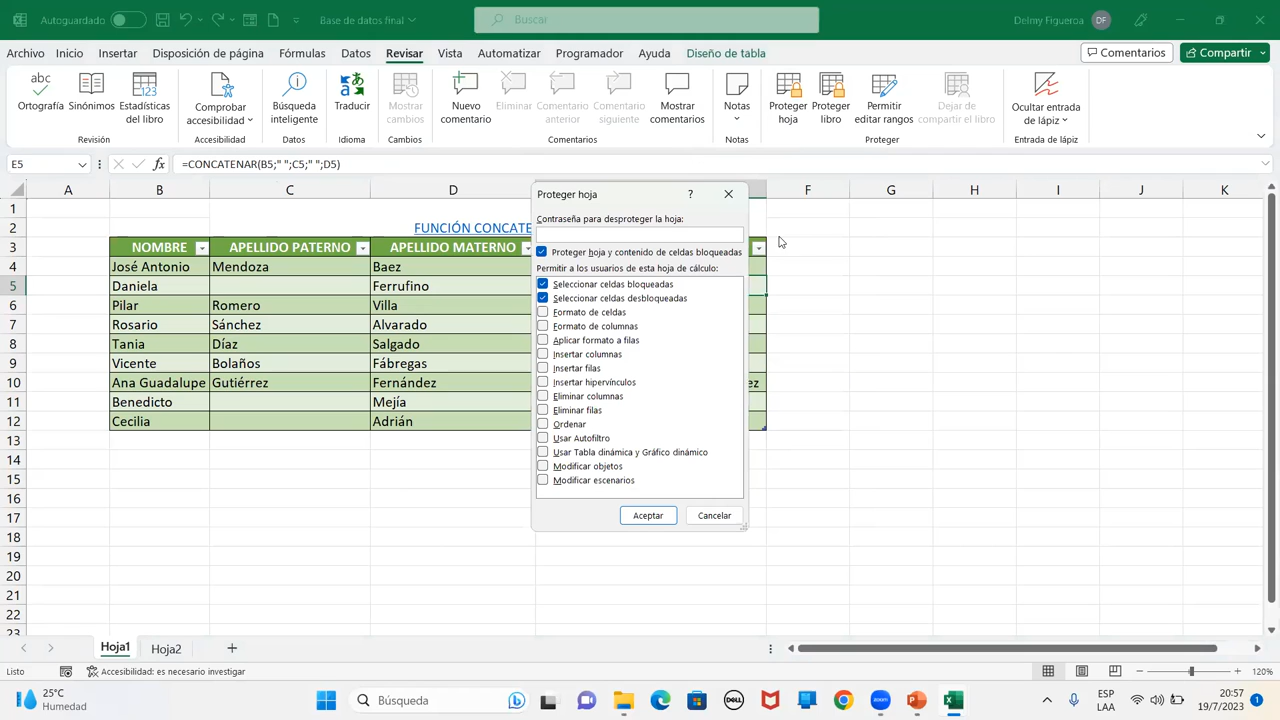 Autoguardado
Base de datos final
Buscar
Delmy Figueroa
DF
Archivo
Inicio
Insertar
Disposición de página
Fórmulas
Datos
Revisar
Vista
Automatizar
Programador
Ayuda
Diseño de tabla
Comentarios
Compartir
abc
Ortografía
Sinónimos
Estadísticas
del libro
Comprobar
accesibilidad
Búsqueda
inteligente
Traducir
Mostrar
cambios
Nuevo
comentario
Eliminar
Comentario
anterior
Comentario
siguiente
Mostrar
comentarios
Notas
Proteger
hoja
Proteger
libro
Permitir
editar rangos
Dejar de
compartir el libro
Ocultar entrada
de lápiz
Revisión
Accesibilidad
Datos
Idioma
Cambios
Comentarios
Notas
Proteger
Entrada de lápiz
E5
fx
=CONCATENAR(B5;" ";C5;" ";D5)
A B C D F G H I J K
1
2 FUNCIÓN CONCATE
3 NOMBRE APELLIDO PATERNO APELLIDO MATERNO
4 José Antonio Mendoza Baez
Daniela Ferrufino
6 Pilar Romero Villa
7 Rosario Sánchez Alvarado
8 Tania Díaz Salgado
9 Vicente Bolaños Fábregas
10 Ana Guadalupe Gutiérrez Fernández ez
11 Benedicto Mejía
12 Cecilia Adrián
13
14
15
16
17
18
19
20
21
22
23
Proteger hoja
?
Contraseña para desproteger la hoja:
Proteger hoja y contenido de celdas bloqueadas
Permitir a los usuarios de esta hoja de cálculo:
Seleccionar celdas bloqueadas
Seleccionar celdas desbloqueadas
Formato de celdas
Formato de columnas
Aplicar formato a filas
Insertar columnas
Insertar filas
Insertar hipervínculos
Eliminar columnas
Eliminar filas
Ordenar
Usar Autofiltro
Usar Tabla dinámica y Gráfico dinámico
Modificar objetos
Modificar escenarios
Aceptar
Cancelar
Hoja1
Hoja2
Listo
Accesibilidad: es necesario investigar
120%
25°C
Humedad
Búsqueda
DELL
ESP
LAA
20:57
19/7/2023
1